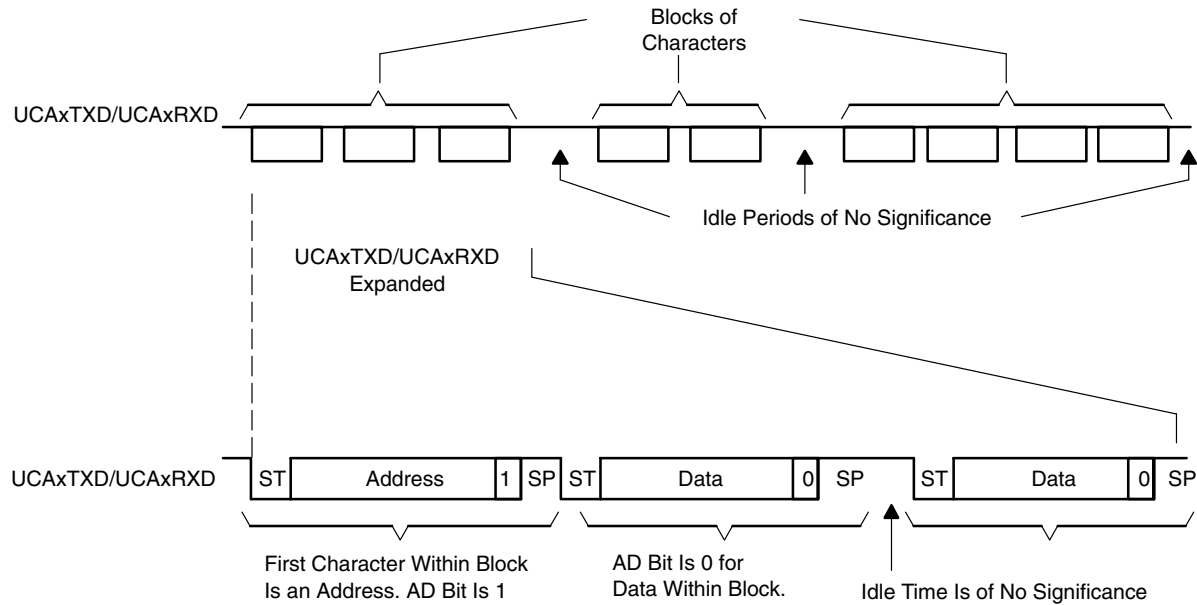 Blocks of
Characters
UCAxTXD/UCAxRXD
Idle Periods of No Significance
UCAxTXD/UCAxRXD
Expanded
UCAxTXD/UCAxRXD
ST Address 1 SP ST Data 0 SP ST Data 0 SP
First Character Within Block
Is an Address. AD Bit Is 1
AD Bit Is 0 for
Data Within Block.
Idle Time Is of No Significance